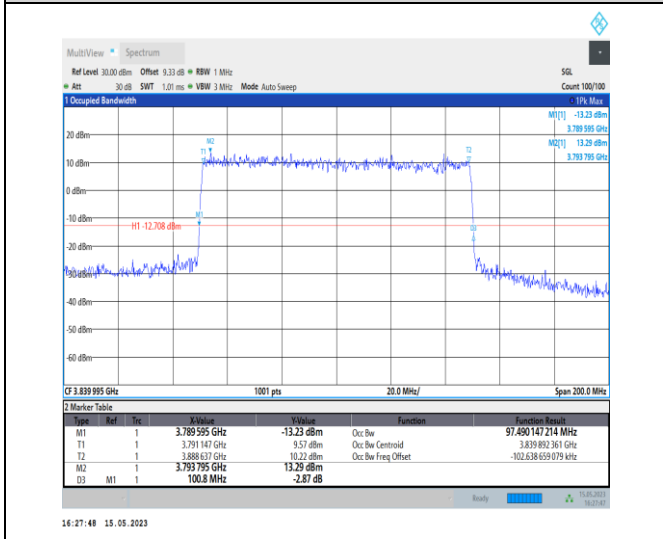 MultiView Spectrum
Ref Level 30.00 dBm Offset 9.33 dB RBW 1 MHz SGL
Att 30 dB SWT 1.01 ms VBW 3 MHz Mode Auto Sweep Count 100/100
1 Occupied Bandwidth 1Pk Max
M1[1] -13.23 dBm
3.789 595 GHz
M2[1] 13.29 dBm
3.793 795 GHz
20 dBm
M2
T1
T2
10 dBm
0 dBm
-10 dBm
M1
H1 -12.708 dBm
D3
-20 dBm
-30 dBm
-40 dBm
-50 dBm
-60 dBm
CF 3.839 995 GHz 1001 pts 20.0 MHz/ Span 200.0 MHz
2 Marker Table
Type Ref Trc X-Value Y-Value Function Function Result
M1 1 3.789 595 GHz -13.23 dBm Occ Bw 97.490 147 214 MHz
T1 1 3.791 147 GHz 9.57 dBm Occ Bw Centroid 3.839 892 361 GHz
T2 1 3.888 637 GHz 10.22 dBm Occ Bw Freq Offset -102.638 659 079 kHz
M2 1 3.793 795 GHz 13.29 dBm
D3 M1 1 100.8 MHz -2.87 dB
Ready 15.05.2023
16:27:47
16:27:48 15.05.2023